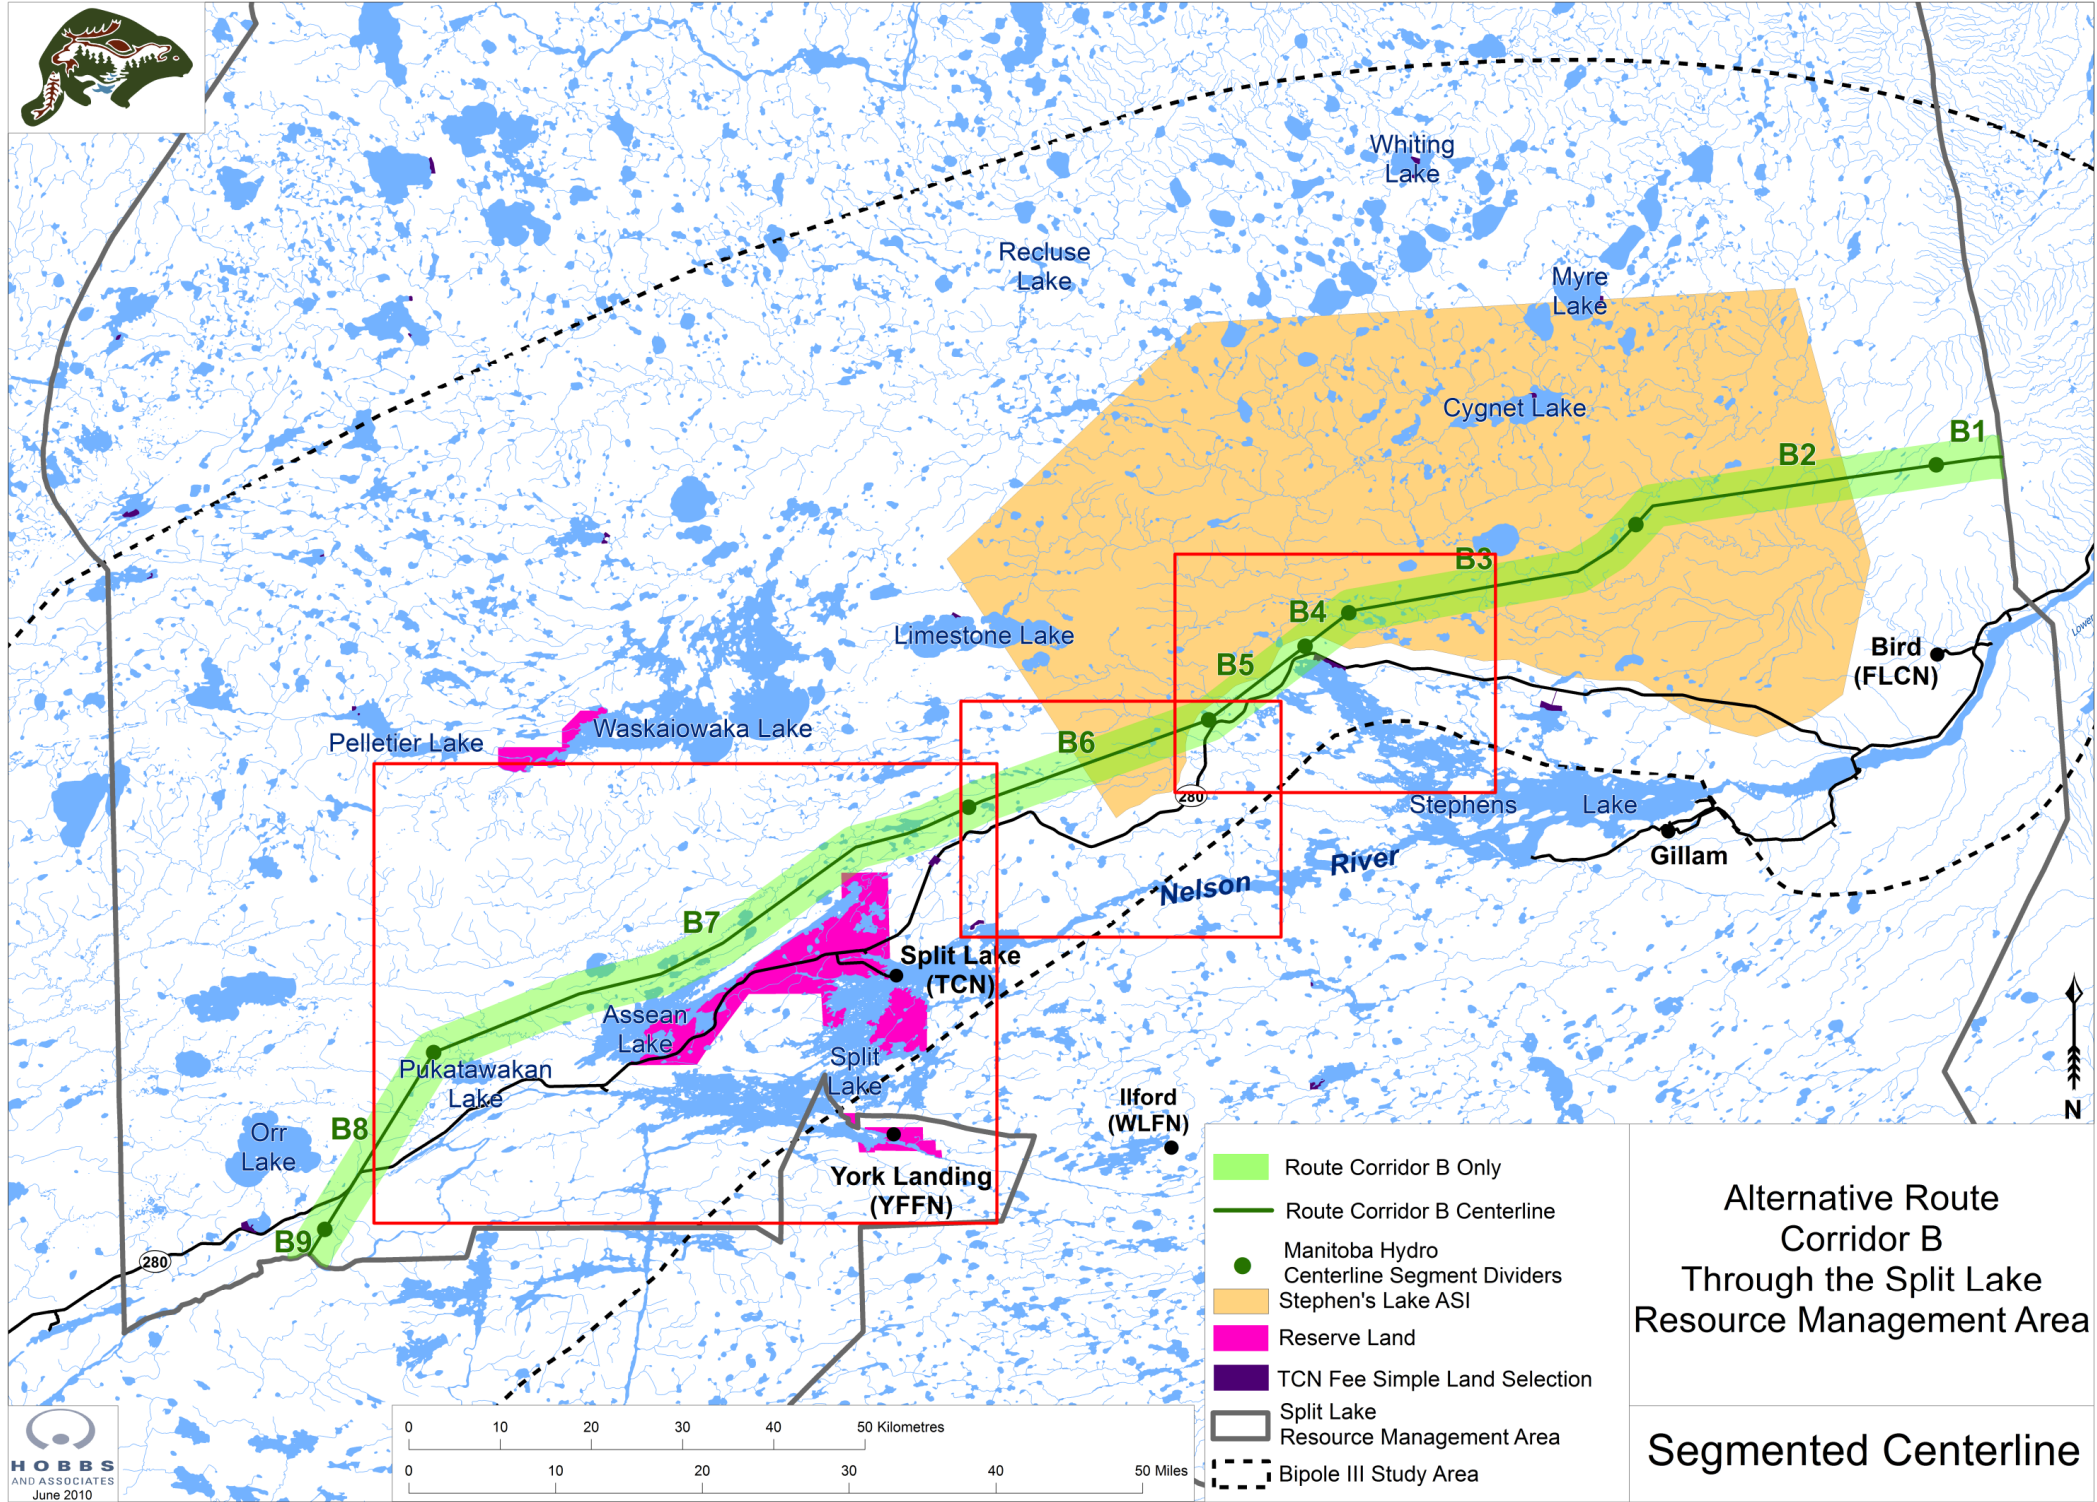 Whiting
Lake
Recluse
Lake
Myre
Lake
Cygnet Lake
B1
B2
B3
B4
Limestone Lake
B5
Bird
(FLCN)
Lower
Pelletier Lake
Waskaiowaka Lake
B6
280
Stephens Lake
Gillam
Nelson River
B7
Split Lake
(TCN)
Assean
Lake
Split
Lake
Pukatawakan
Lake
Ilford
(WLFN)
B8
Orr
Lake
York Landing
(YFFN)
B9
280
N
Route Corridor B Only
Route Corridor B Centerline
Manitoba Hydro
Centerline Segment Dividers
Stephen's Lake ASI
Reserve Land
TCN Fee Simple Land Selection
Split Lake
Resource Management Area
Bipole III Study Area
Alternative Route
Corridor B
Through the Split Lake
Resource Management Area
Segmented Centerline
HOBBS
AND ASSOCIATES
June 2010
0 10 20 30 40 50 Kilometres
0 10 20 30 40 50 Miles